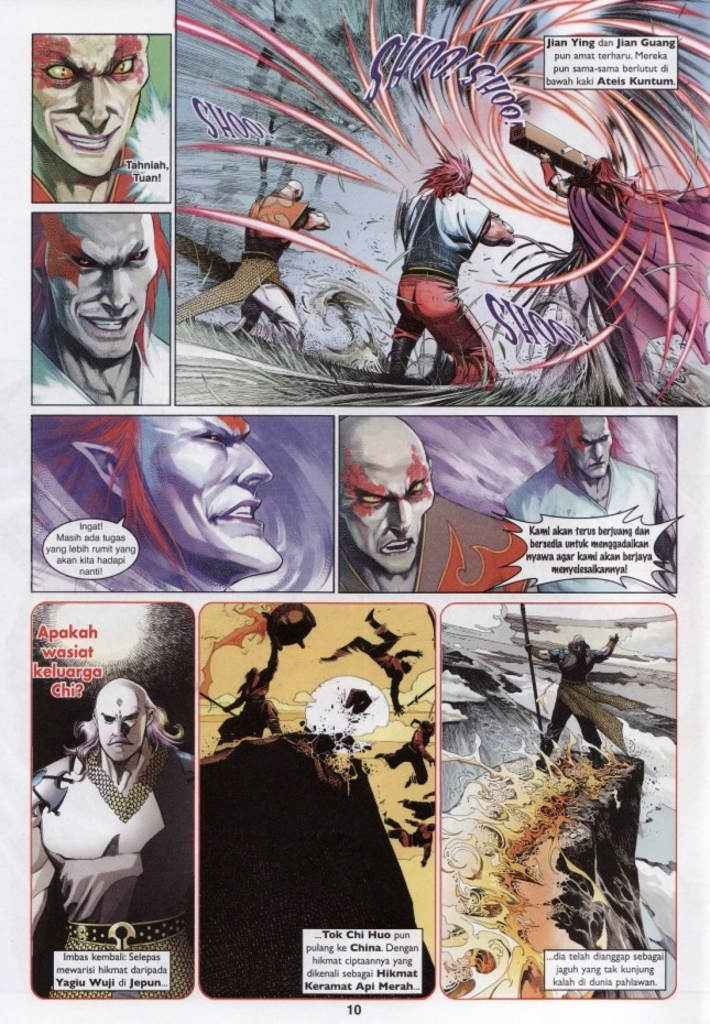 Tahniah,
Tuan!
SHOO!
SHOO!
SHOOO!
SHOO!
Jian Ying dan Jian Guang
pun amat terharu. Mereka
pun sama-sama berlutut di
bawah kaki Ateis Kuntum.
Ingat!
Masih ada tugas
yang lebih rumit yang
akan kita hadapi
nanti!
Kami akan terus berjuang dan
bersedia untuk menggadaikan
nyawa agar kami akan berjaya
menyelesaikannya!
Apakah
wasiat
keluarga
Chi?
Imbas kembali: Selepas
mewarisi hikmat daripada
Yagiu Wuji di Jepun...
...Tok Chi Huo pun
pulang ke China. Dengan
hikmat ciptaannya yang
dikenali sebagai Hikmat
Keramat Api Merah...
...dia telah dianggap sebagai
jaguh yang tak kunjung
kalah di dunia pahlawan.
10